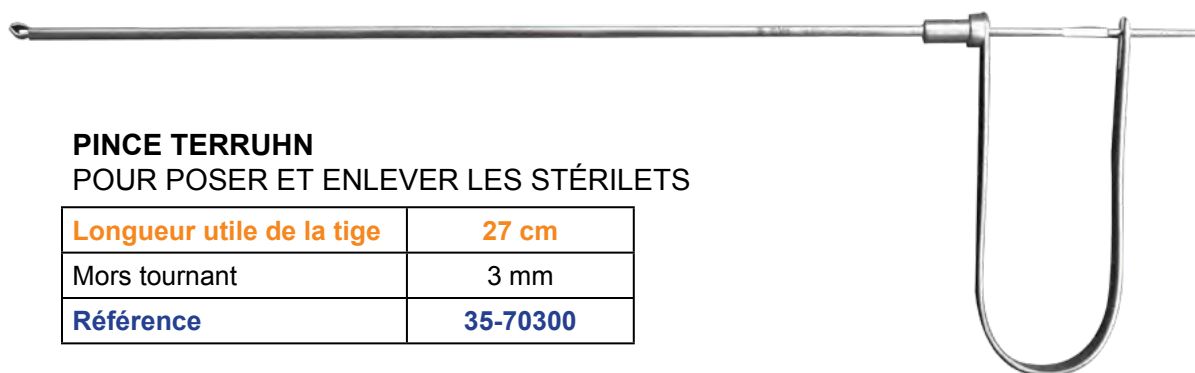 PINCE TERRUHN
POUR POSER ET ENLEVER LES STÉRILETS
Longueur utile de la tige 27 cm
Mors tournant 3 mm
Référence 35-70300